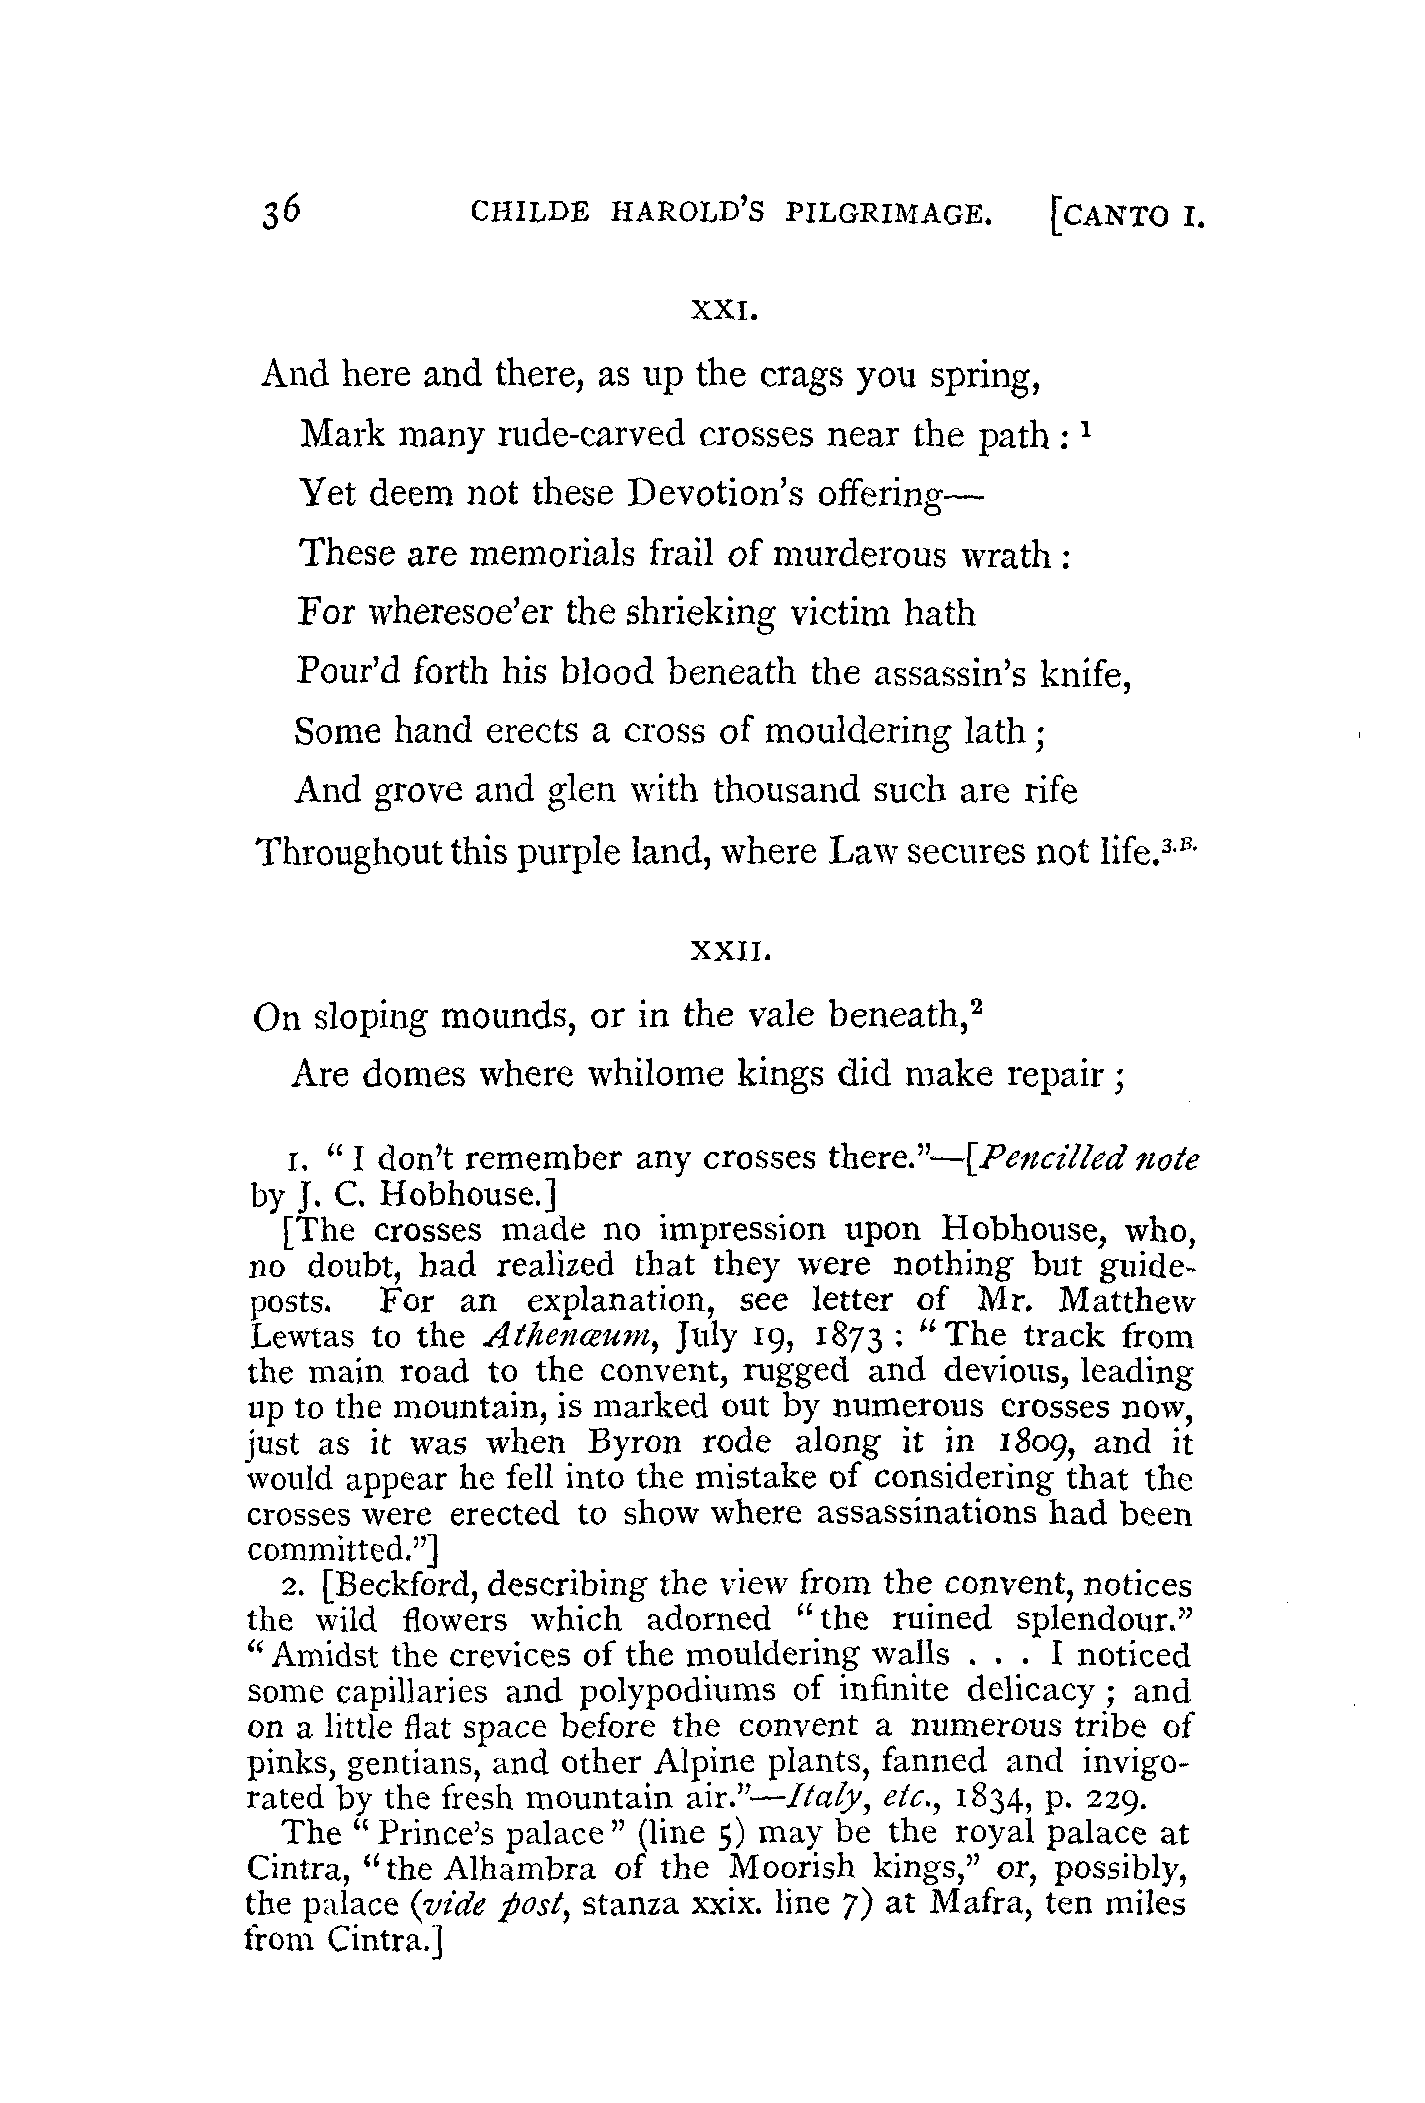 36 CHILDE HAROLD'S PILGRIMAGE. [CANTO I.
XXI.
And here and there, as up the crags you spring,
Mark many rude-carved crosses near the path : ¹
Yet deem not these Devotion's offering—
These are memorials frail of murderous wrath :
For wheresoe'er the shrieking victim hath
Pour'd forth his blood beneath the assassin's knife,
Some hand erects a cross of mouldering lath ;
And grove and glen with thousand such are rife
Throughout this purple land, where Law secures not life.³·ᴮ·
XXII.
On sloping mounds, or in the vale beneath,²
Are domes where whilome kings did make repair ;
1. “ I don't remember any crosses there.”—[Pencilled note
by J. C. Hobhouse.]
[The crosses made no impression upon Hobhouse, who,
no doubt, had realized that they were nothing but guide-
posts. For an explanation, see letter of Mr. Matthew
Lewtas to the Athenœum, July 19, 1873 : “ The track from
the main road to the convent, rugged and devious, leading
up to the mountain, is marked out by numerous crosses now,
just as it was when Byron rode along it in 1809, and it
would appear he fell into the mistake of considering that the
crosses were erected to show where assassinations had been
committed.”]
2. [Beckford, describing the view from the convent, notices
the wild flowers which adorned “ the ruined splendour.”
“ Amidst the crevices of the mouldering walls . . . I noticed
some capillaries and polypodiums of infinite delicacy ; and
on a little flat space before the convent a numerous tribe of
pinks, gentians, and other Alpine plants, fanned and invigo-
rated by the fresh mountain air.”—Italy, etc., 1834, p. 229.
The “ Prince's palace ” (line 5) may be the royal palace at
Cintra, “ the Alhambra of the Moorish kings,” or, possibly,
the palace (vide post, stanza xxix. line 7) at Mafra, ten miles
from Cintra.]